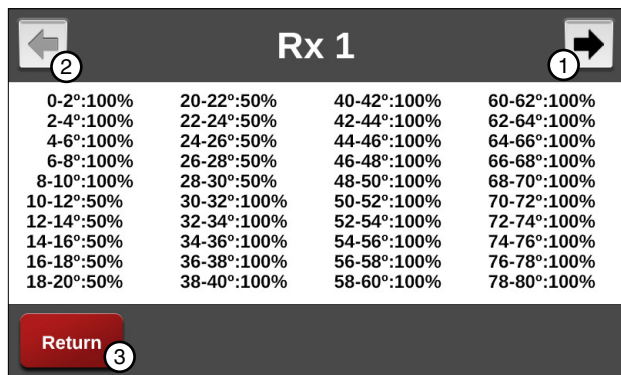 Rx 1
2
1
0-2º:100% 20-22º:50% 40-42º:100% 60-62º:100%
2-4º:100% 22-24º:50% 42-44º:100% 62-64º:100%
4-6º:100% 24-26º:50% 44-46º:100% 64-66º:100%
6-8º:100% 26-28º:50% 46-48º:100% 66-68º:100%
8-10º:100% 28-30º:50% 48-50º:100% 68-70º:100%
10-12º:50% 30-32º:100% 50-52º:100% 70-72º:100%
12-14º:50% 32-34º:100% 52-54º:100% 72-74º:100%
14-16º:50% 34-36º:100% 54-56º:100% 74-76º:100%
16-18º:50% 36-38º:100% 56-58º:100% 76-78º:100%
18-20º:50% 38-40º:100% 58-60º:100% 78-80º:100%
Return
3